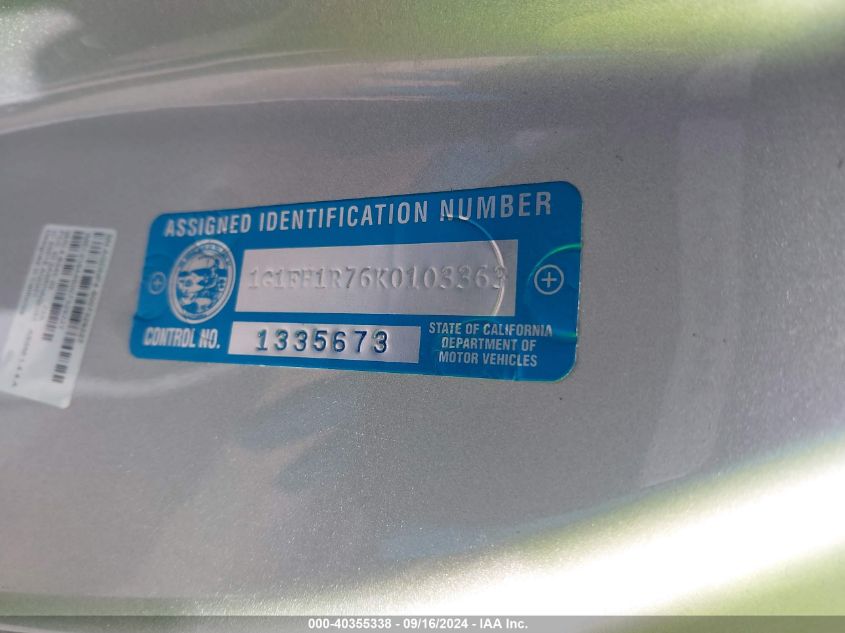 ASSIGNED IDENTIFICATION NUMBER
1G1FH1R76K0103363
CONTROL NO.
1335673
STATE OF CALIFORNIA
DEPARTMENT OF
MOTOR VEHICLES
000-40355338 - 09/16/2024 - IAA Inc.